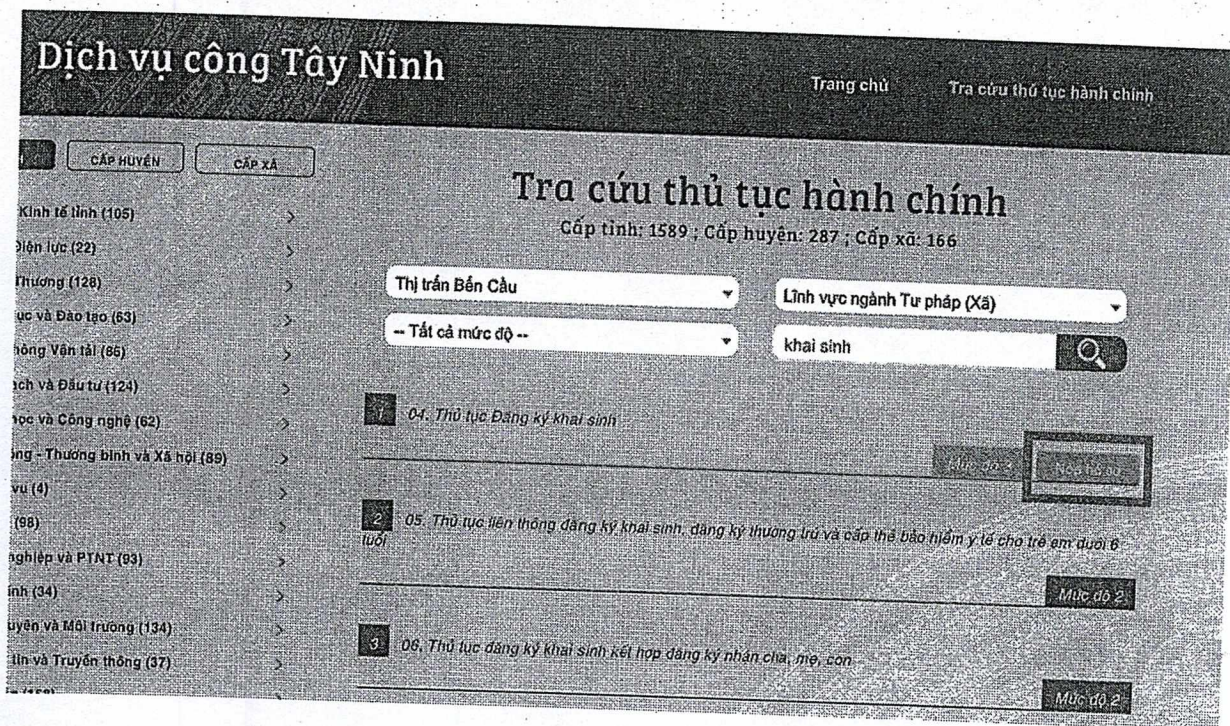 Dịch vụ công Tây Ninh
Trang chủ
Tra cứu thủ tục hành chính
CẤP HUYỆN
CẤP XÃ
Kinh tế tỉnh (105)
Điện lực (22)
Thương (128)
ục và Đào tạo (63)
hông Vận tải (86)
ạch và Đầu tư (124)
học và Công nghệ (62)
ộng - Thương binh và Xã hội (89)
vụ (4)
(98)
nghiệp và PTNT (93)
ính (34)
uyên và Môi trường (134)
tin và Truyền thông (37)
Tra cứu thủ tục hành chính
Cấp tỉnh: 1589 ; Cấp huyện: 287 ; Cấp xã: 166
Thị trấn Bến Cầu
Lĩnh vực ngành Tư pháp (Xã)
-- Tất cả mức độ --
khai sinh
1 04. Thủ tục Đăng ký khai sinh
Mức độ
Nộp hồ sơ
2 05. Thủ tục liên thông đăng ký khai sinh, đăng ký thường trú và cấp thẻ bảo hiểm y tế cho trẻ em dưới 6
tuổi
Mức độ 2
3 06. Thủ tục đăng ký khai sinh kết hợp đăng ký nhận cha, mẹ, con
Mức độ 2